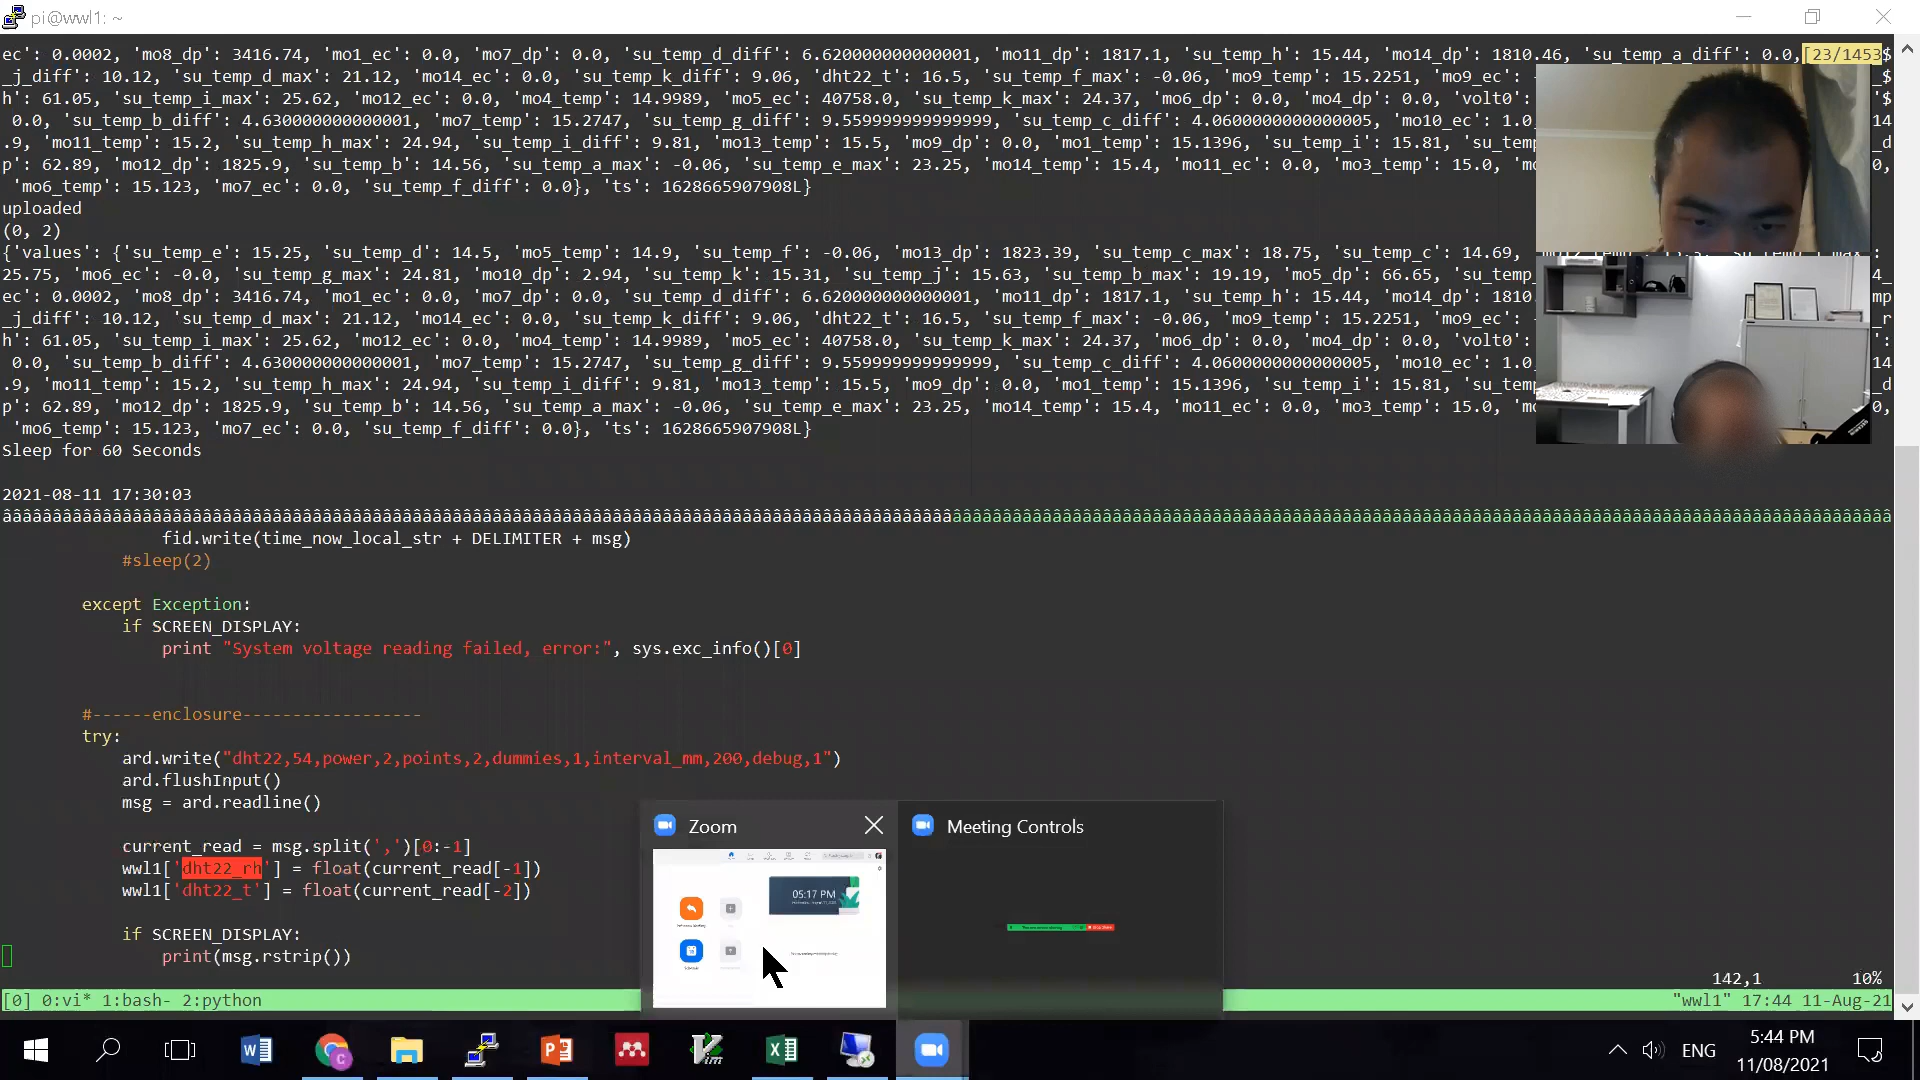 pi@wwl1: ~
ec': 0.0002, 'mo8_dp': 3416.74, 'mo1_ec': 0.0, 'mo7_dp': 0.0, 'su_temp_d_diff': 6.620000000000001, 'mo11_dp': 1817.1, 'su_temp_h': 15.44, 'mo14_dp': 1810.46, 'su_temp_a_diff': 0.0,[23/1453$
_j_diff': 10.12, 'su_temp_d_max': 21.12, 'mo14_ec': 0.0, 'su_temp_k_diff': 9.06, 'dht22_t': 16.5, 'su_temp_f_max': -0.06, 'mo9_temp': 15.2251, 'mo9_ec': - _$
h': 61.05, 'su_temp_i_max': 25.62, 'mo12_ec': 0.0, 'mo4_temp': 14.9989, 'mo5_ec': 40758.0, 'su_temp_k_max': 24.37, 'mo6_dp': 0.0, 'mo4_dp': 0.0, 'volt0': '$
0.0, 'su_temp_b_diff': 4.630000000000001, 'mo7_temp': 15.2747, 'su_temp_g_diff': 9.559999999999999, 'su_temp_c_diff': 4.0600000000000005, 'mo10_ec': 1.0 14
.9, 'mo11_temp': 15.2, 'su_temp_h_max': 24.94, 'su_temp_i_diff': 9.81, 'mo13_temp': 15.5, 'mo9_dp': 0.0, 'mo1_temp': 15.1396, 'su_temp_i': 15.81, 'su_temp_ _d
p': 62.89, 'mo12_dp': 1825.9, 'su_temp_b': 14.56, 'su_temp_a_max': -0.06, 'su_temp_e_max': 23.25, 'mo14_temp': 15.4, 'mo11_ec': 0.0, 'mo3_temp': 15.0, 'mo 0,
'mo6_temp': 15.123, 'mo7_ec': 0.0, 'su_temp_f_diff': 0.0}, 'ts': 1628665907908L}
uploaded
(0, 2)
{'values': {'su_temp_e': 15.25, 'su_temp_d': 14.5, 'mo5_temp': 14.9, 'su_temp_f': -0.06, 'mo13_dp': 1823.39, 'su_temp_c_max': 18.75, 'su_temp_c': 14.69,
25.75, 'mo6_ec': -0.0, 'su_temp_g_max': 24.81, 'mo10_dp': 2.94, 'su_temp_k': 15.31, 'su_temp_j': 15.63, 'su_temp_b_max': 19.19, 'mo5_dp': 66.65, 'su_temp_ 4_
ec': 0.0002, 'mo8_dp': 3416.74, 'mo1_ec': 0.0, 'mo7_dp': 0.0, 'su_temp_d_diff': 6.620000000000001, 'mo11_dp': 1817.1, 'su_temp_h': 15.44, 'mo14_dp': 1810. mp
_j_diff': 10.12, 'su_temp_d_max': 21.12, 'mo14_ec': 0.0, 'su_temp_k_diff': 9.06, 'dht22_t': 16.5, 'su_temp_f_max': -0.06, 'mo9_temp': 15.2251, 'mo9_ec': - _r
h': 61.05, 'su_temp_i_max': 25.62, 'mo12_ec': 0.0, 'mo4_temp': 14.9989, 'mo5_ec': 40758.0, 'su_temp_k_max': 24.37, 'mo6_dp': 0.0, 'mo4_dp': 0.0, 'volt0': ':
0.0, 'su_temp_b_diff': 4.630000000000001, 'mo7_temp': 15.2747, 'su_temp_g_diff': 9.559999999999999, 'su_temp_c_diff': 4.0600000000000005, 'mo10_ec': 1.0 14
.9, 'mo11_temp': 15.2, 'su_temp_h_max': 24.94, 'su_temp_i_diff': 9.81, 'mo13_temp': 15.5, 'mo9_dp': 0.0, 'mo1_temp': 15.1396, 'su_temp_i': 15.81, 'su_temp_ _d
p': 62.89, 'mo12_dp': 1825.9, 'su_temp_b': 14.56, 'su_temp_a_max': -0.06, 'su_temp_e_max': 23.25, 'mo14_temp': 15.4, 'mo11_ec': 0.0, 'mo3_temp': 15.0, 'mo 0,
'mo6_temp': 15.123, 'mo7_ec': 0.0, 'su_temp_f_diff': 0.0}, 'ts': 1628665907908L}
Sleep for 60 Seconds
2021-08-11 17:30:03
fid.write(time_now_local_str + DELIMITER + msg)
#sleep(2)
except Exception:
if SCREEN_DISPLAY:
print "System voltage reading failed, error:", sys.exc_info()[0]
#------enclosure------------------
try:
ard.write("dht22,54,power,2,points,2,dummies,1,interval_mm,200,debug,1")
ard.flushInput()
msg = ard.readline()
current_read = msg.split(',')[0:-1]
wwl1['dht22_rh'] = float(current_read[-1])
wwl1['dht22_t'] = float(current_read[-2])
if SCREEN_DISPLAY:
print(msg.rstrip())
Zoom
Meeting Controls
05:17 PM
142,1 10%
[0] 0:vi* 1:bash- 2:python "wwl1" 17:44 11-Aug-21
ENG
5:44 PM
11/08/2021